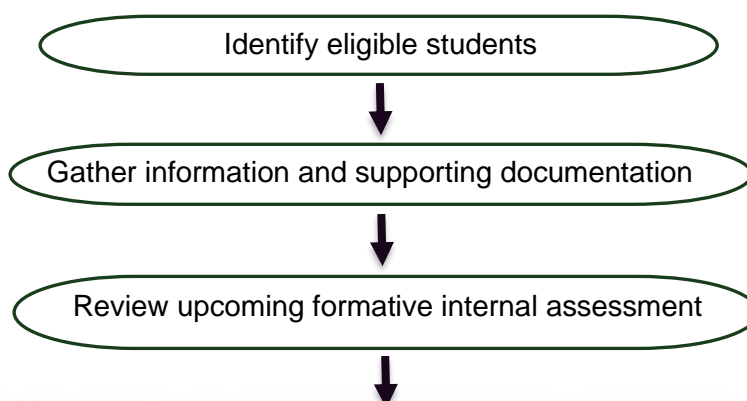 Identify eligible students
Gather information and supporting documentation
Review upcoming formative internal assessment